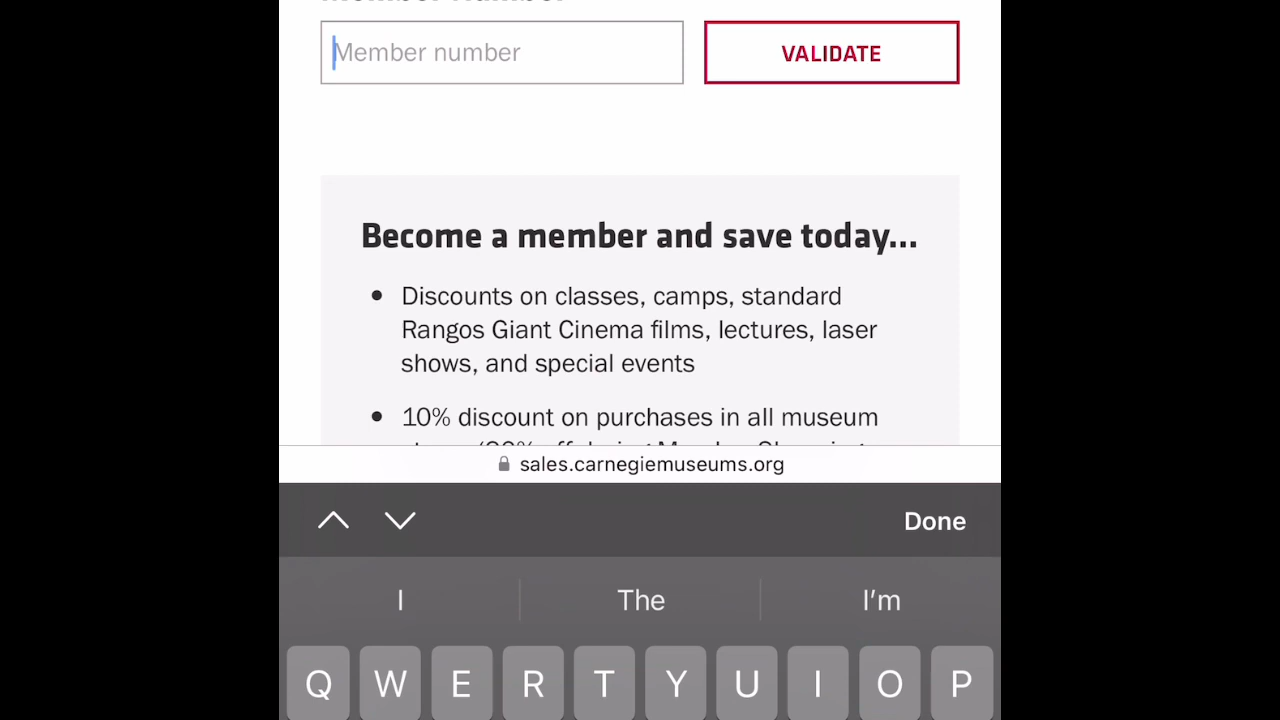 Member number
VALIDATE
Become a member and save today...
Discounts on classes, camps, standard
Rangos Giant Cinema films, lectures, laser
shows, and special events
10% discount on purchases in all museum
sales.carnegiemuseums.org
Done
I
The
I'm
Q W E R T Y U I O P